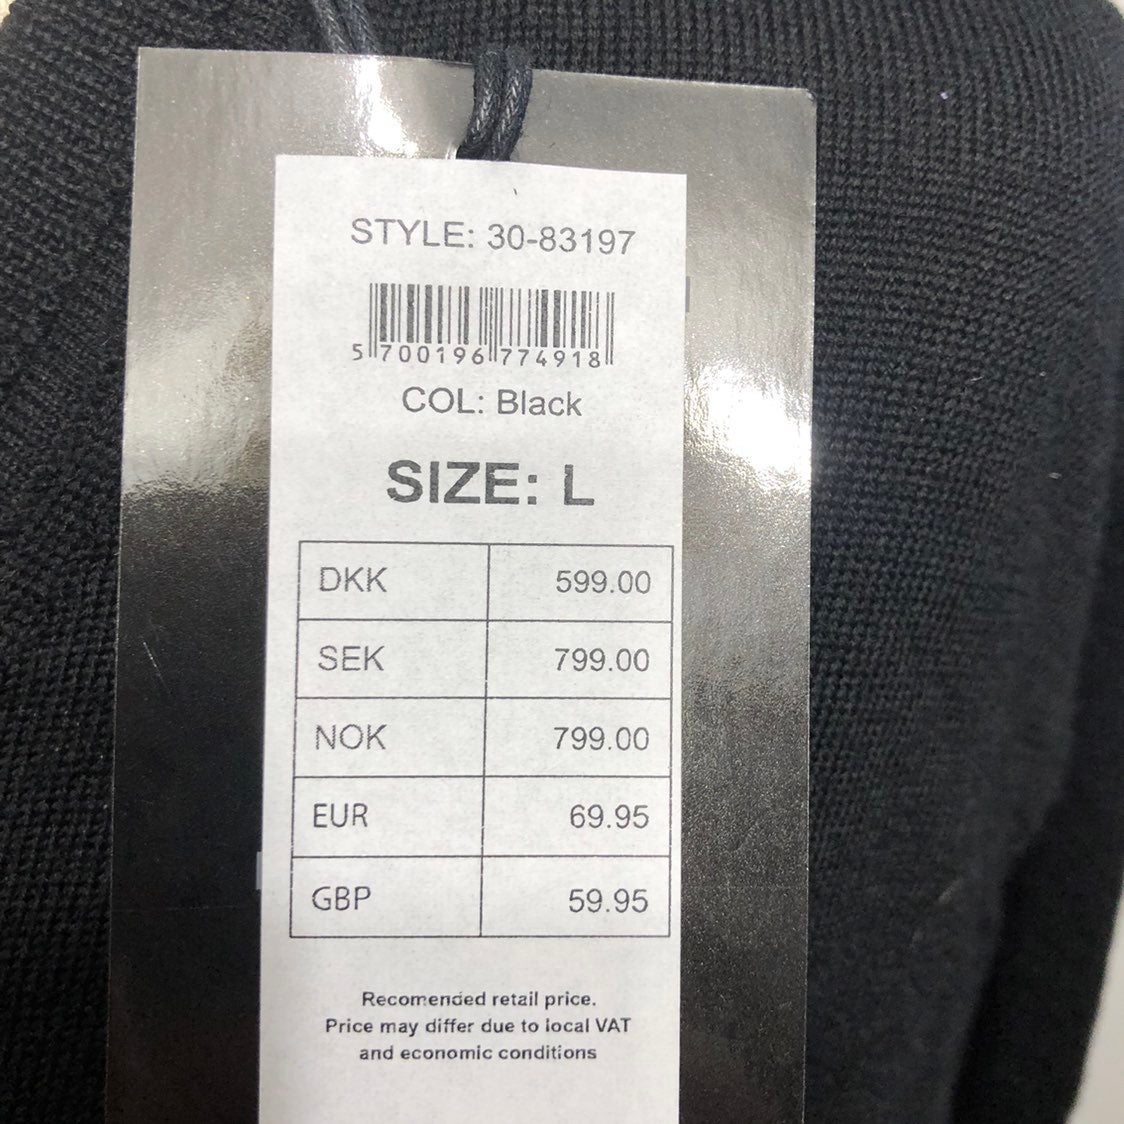 STYLE: 30-83197
5 700196 774918
COL: Black
SIZE: L
DKK 599.00
SEK 799.00
NOK 799.00
EUR 69.95
GBP 59.95
Recomended retail price.
Price may differ due to local VAT
and economic conditions